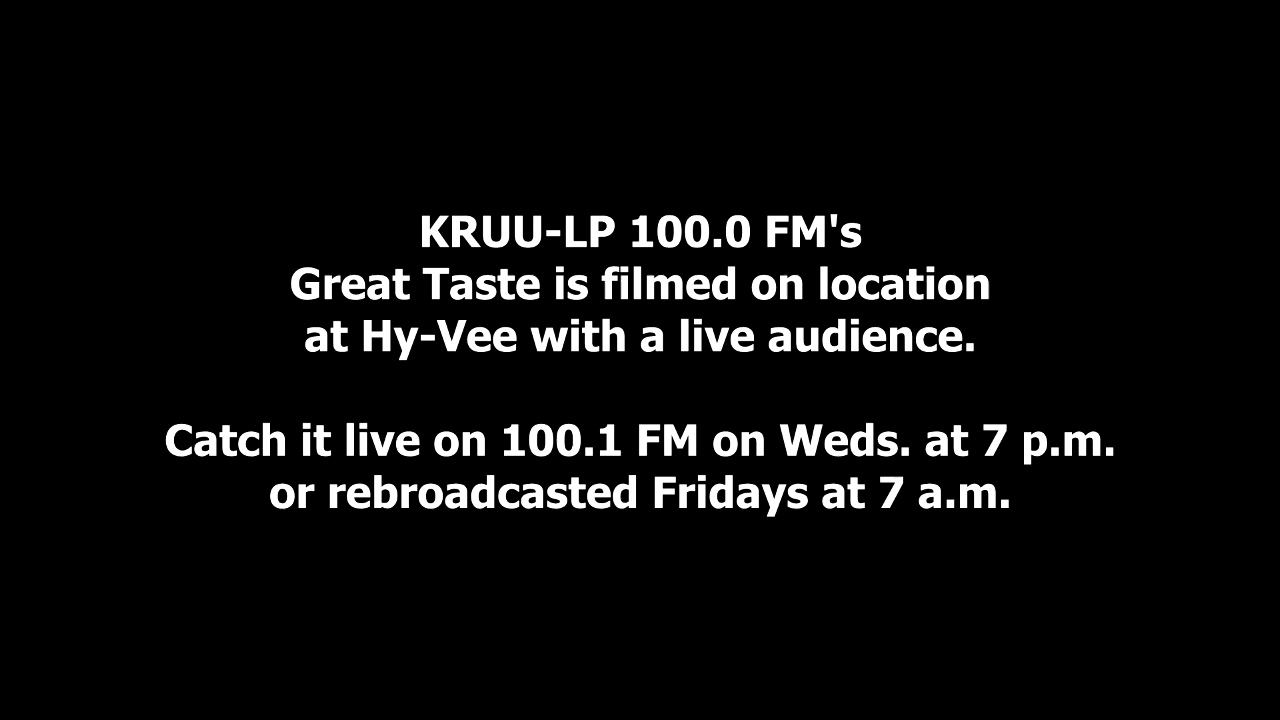 KRUU-LP 100.0 FM's
Great Taste is filmed on location
at Hy-Vee with a live audience.
Catch it live on 100.1 FM on Weds. at 7 p.m.
or rebroadcasted Fridays at 7 a.m.